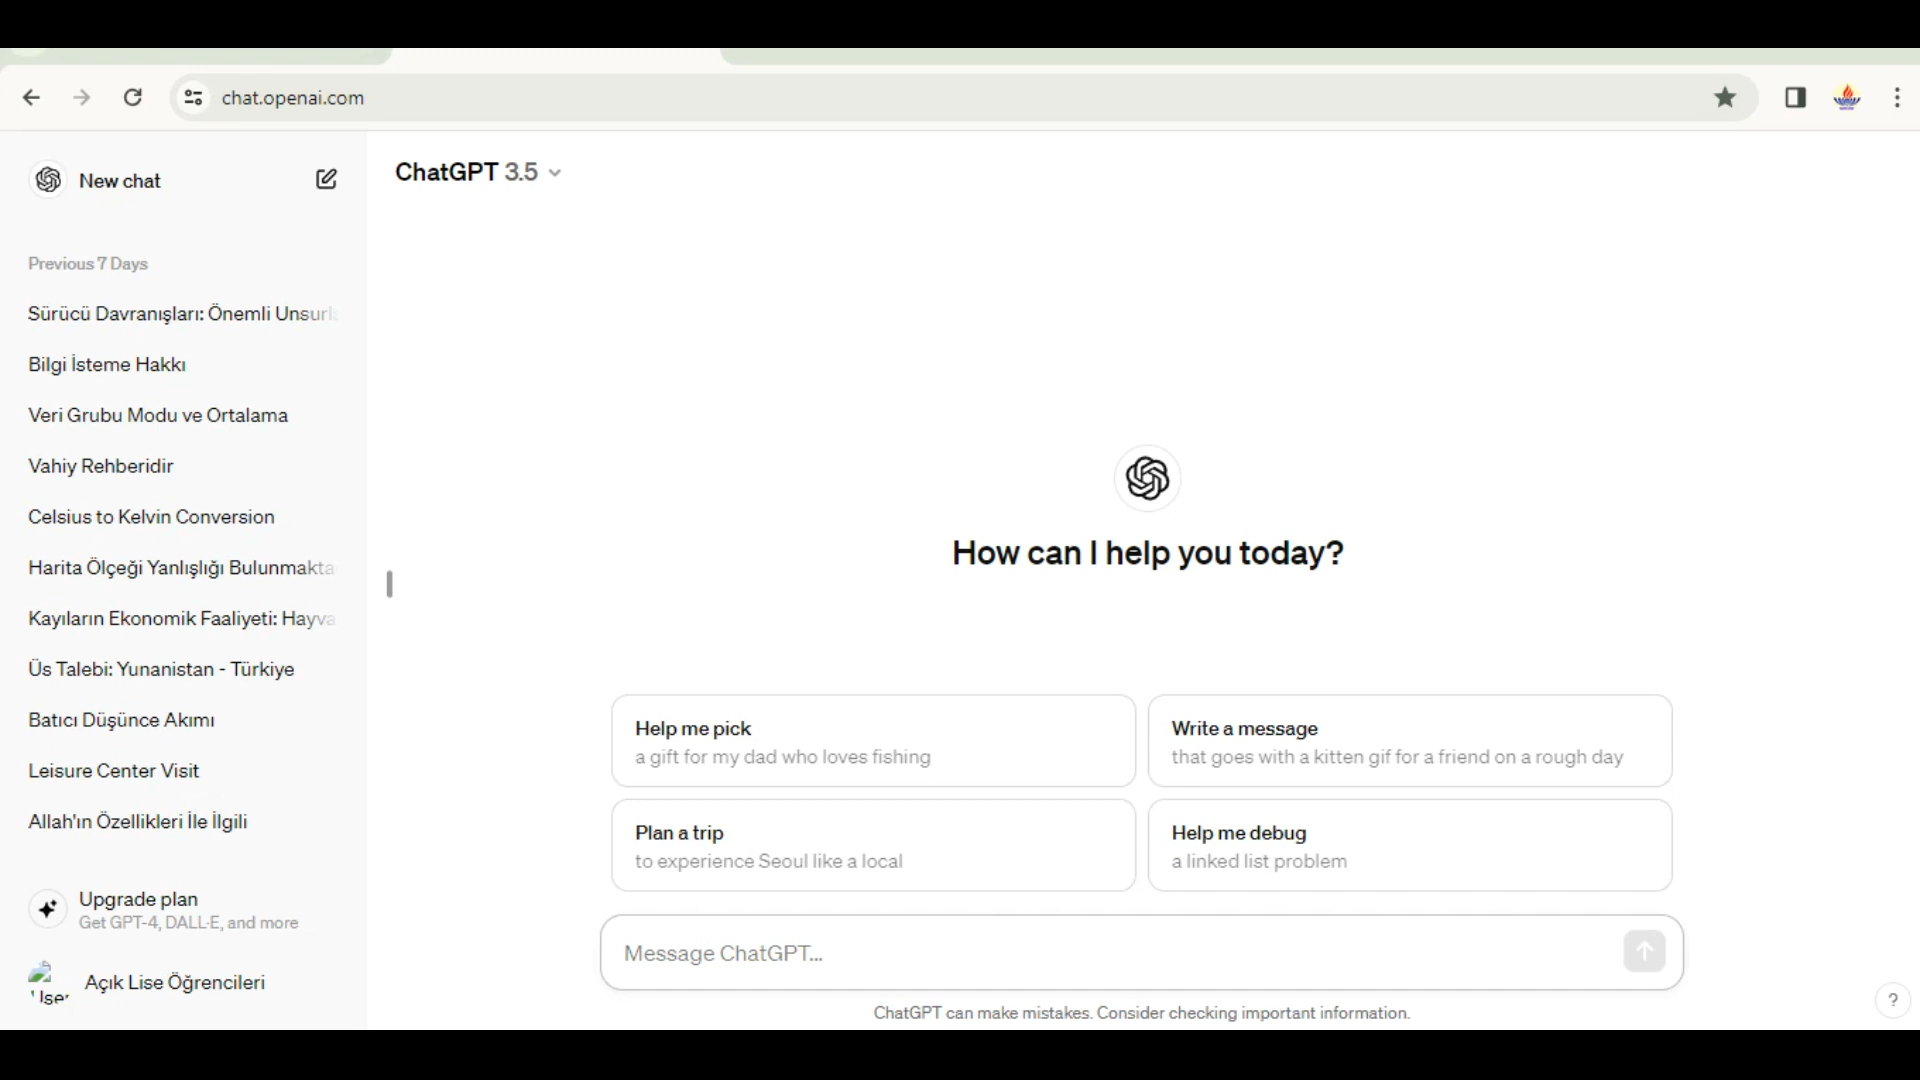 chat.openai.com
New chat
ChatGPT 3.5
Previous 7 Days
Sürücü Davranışları: Önemli
Bilgi İsteme Hakkı
Veri Grubu Modu ve Ortalama
Vahiy Rehberidir
Celsius to Kelvin Conversion
Harita Ölçeği Yanlışlığı
Kayıların Ekonomik Faaliyeti:
Üs Talebi: Yunanistan - Türkiye
Batıcı Düşünce Akımı
Leisure Center Visit
Allah'ın Özellikleri İle İlgili
Upgrade plan
Get GPT-4, DALL·E, and more
User
Açık Lise Öğrencileri
How can I help you today?
Help me pick
a gift for my dad who loves fishing
Write a message
that goes with a kitten gif for a friend on a rough day
Plan a trip
to experience Seoul like a local
Help me debug
a linked list problem
Message ChatGPT...
ChatGPT can make mistakes. Consider checking important information.
?